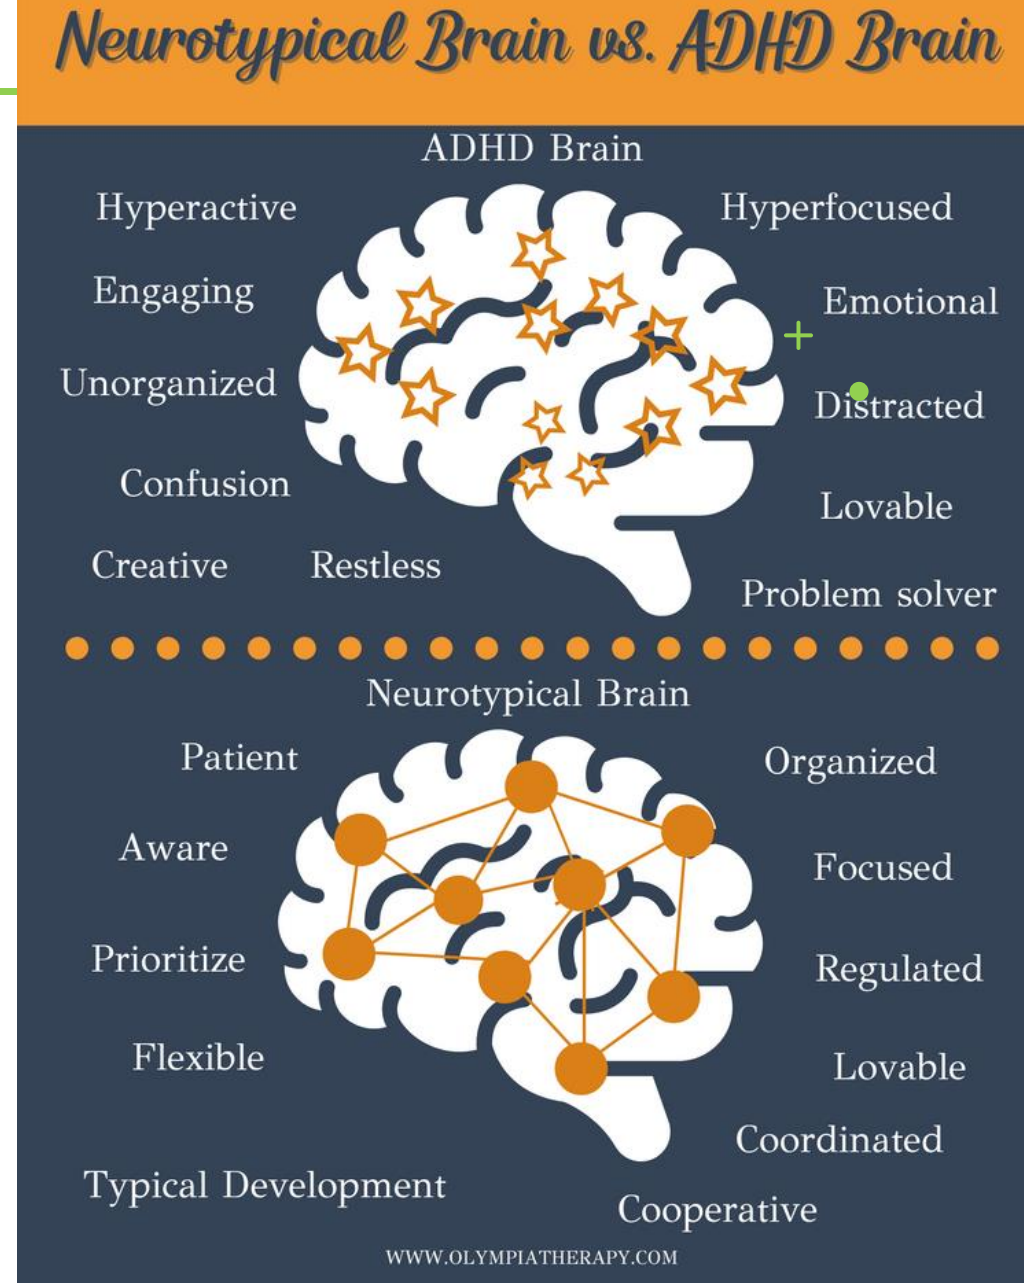 Neurotypical Brain vs. ADHD Brain
ADHD Brain
Hyperactive
Hyperfocused
Engaging
Emotional
Unorganized
Distracted
Confusion
Lovable
Creative
Restless
Problem solver
Neurotypical Brain
Patient
Organized
Aware
Focused
Prioritize
Regulated
Flexible
Lovable
Coordinated
Typical Development
Cooperative
WWW.OLYMPIATHERAPY.COM